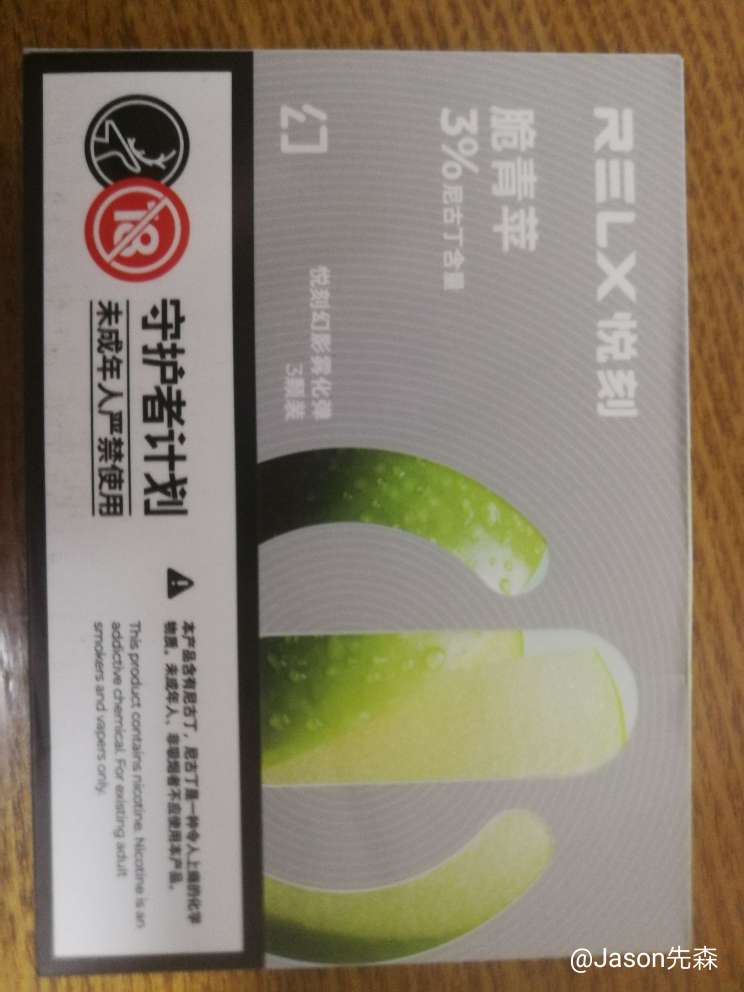 RELX悦刻
脆青苹
3%尼古丁含量
幻
悦刻幻影雾化弹
3颗装
18
守护者计划
未成年人严禁使用
本产品含有尼古丁，尼古丁是一种令人上瘾的化学
物质。未成年人、非吸烟者不应使用本产品。
This product contains nicotine. Nicotine is an
addictive chemical. For existing adult
smokers and vapers only.
@Jason先森